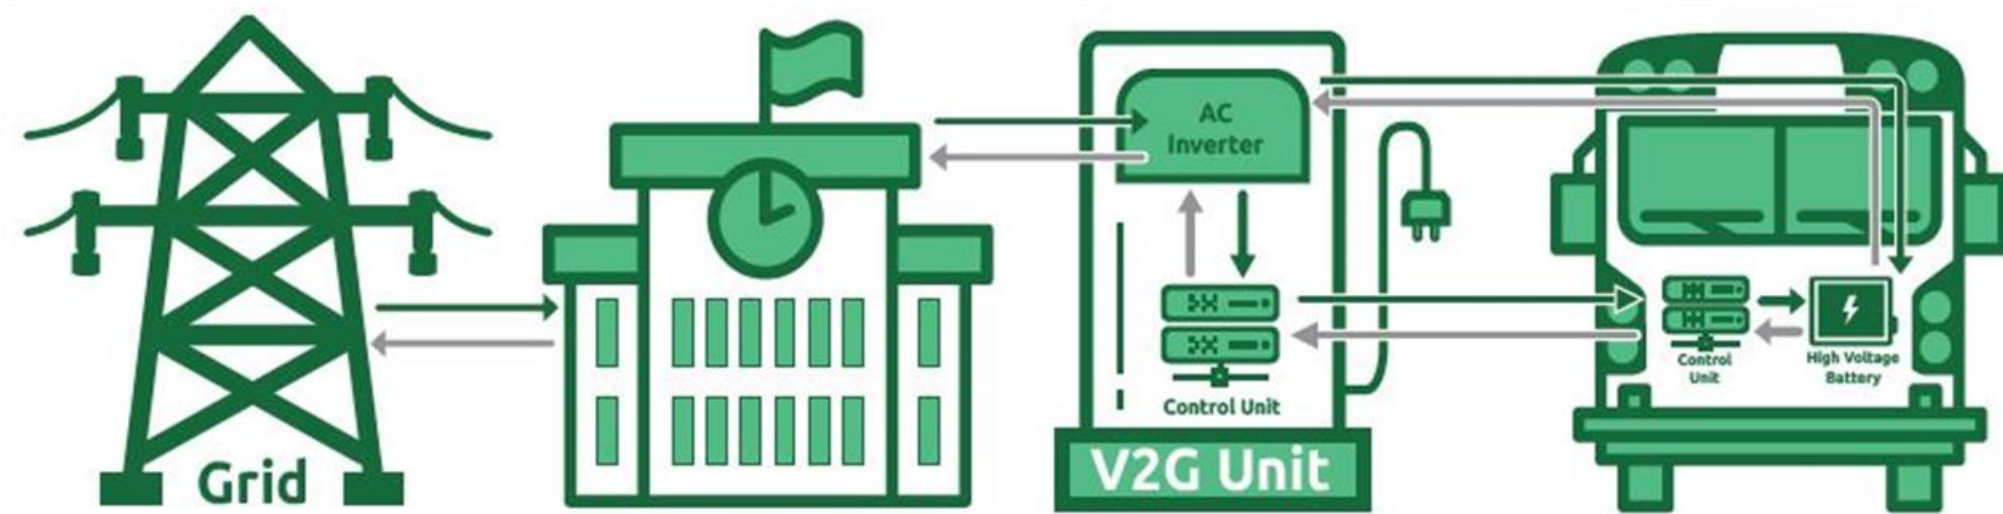 Grid
AC
Inverter
Control Unit
V2G Unit
Control
Unit
High Voltage
Battery